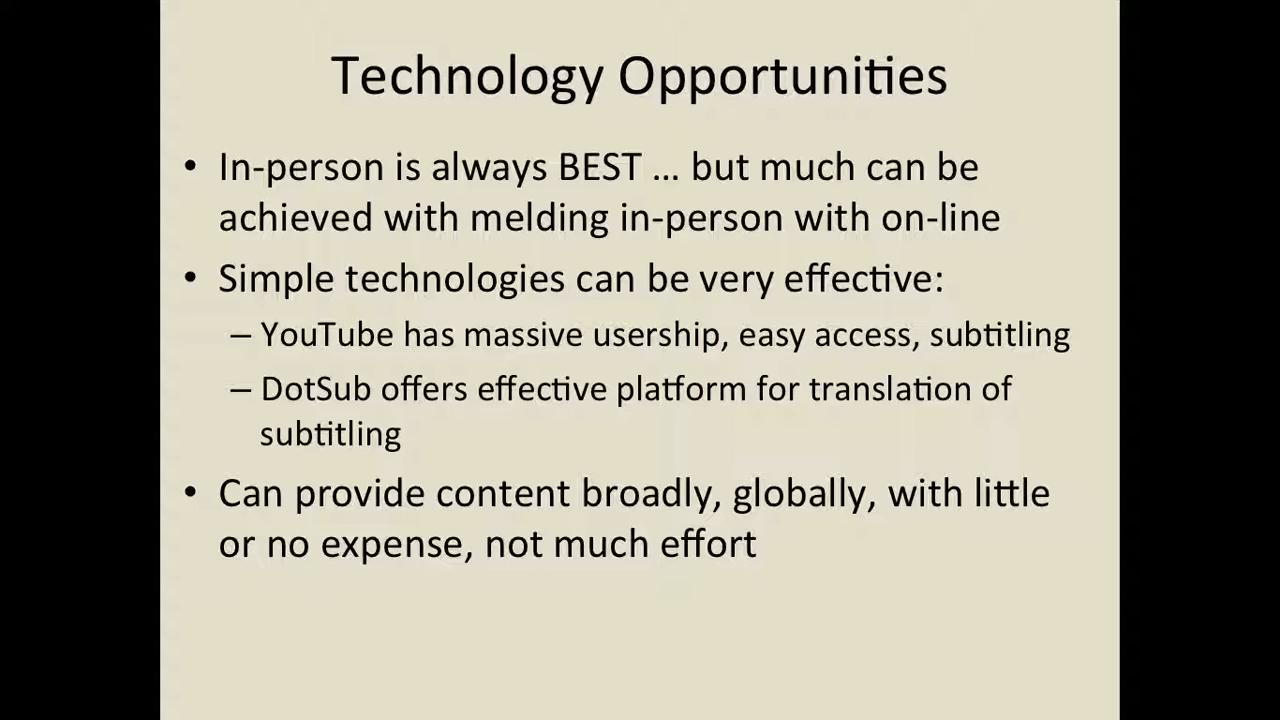 Technology Opportunities
• In-person is always BEST … but much can be
achieved with melding in-person with on-line
• Simple technologies can be very effective:
– YouTube has massive usership, easy access, subtitling
– DotSub offers effective platform for translation of
subtitling
• Can provide content broadly, globally, with little
or no expense, not much effort